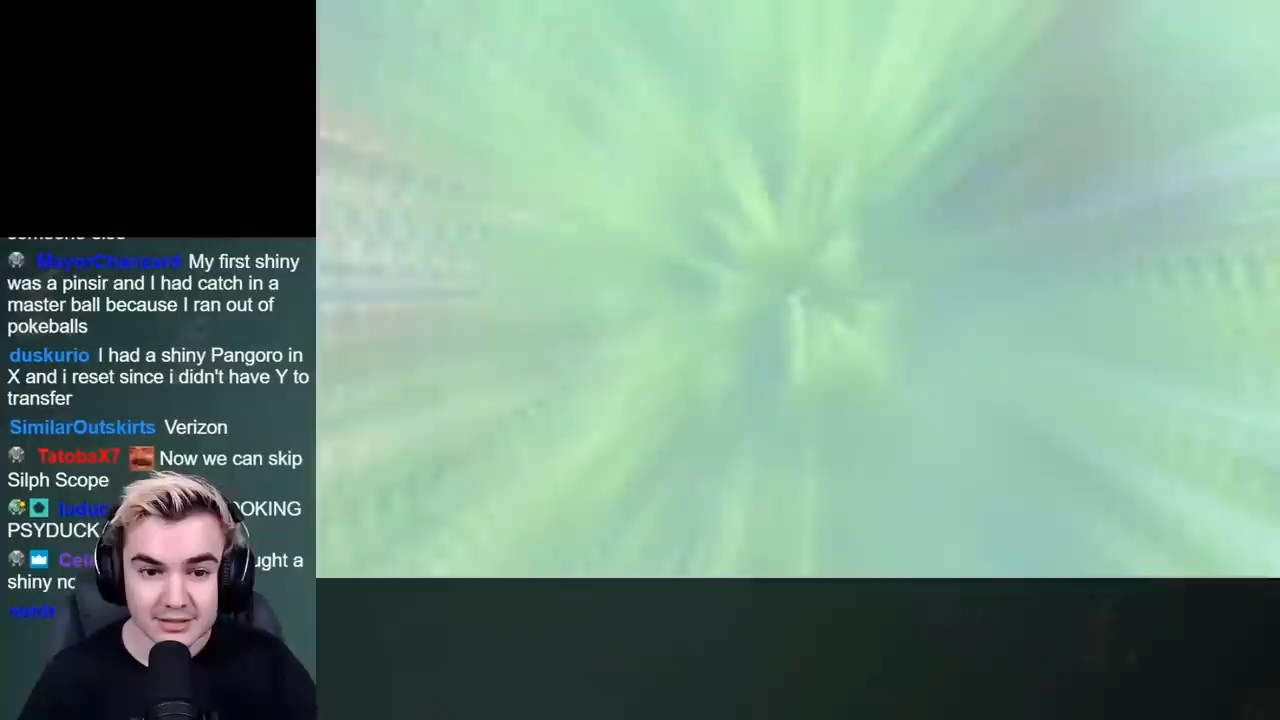 MayorCharizard My first shiny
was a pinsir and I had catch in a
master ball because I ran out of
pokeballs
duskurio I had a shiny Pangoro in
X and i reset since i didn't have Y to
transfer
SimilarOutskirts Verizon
TatobaX7 Now we can skip
Silph Scope
OOKING
PSYDUCK
ught a
shiny